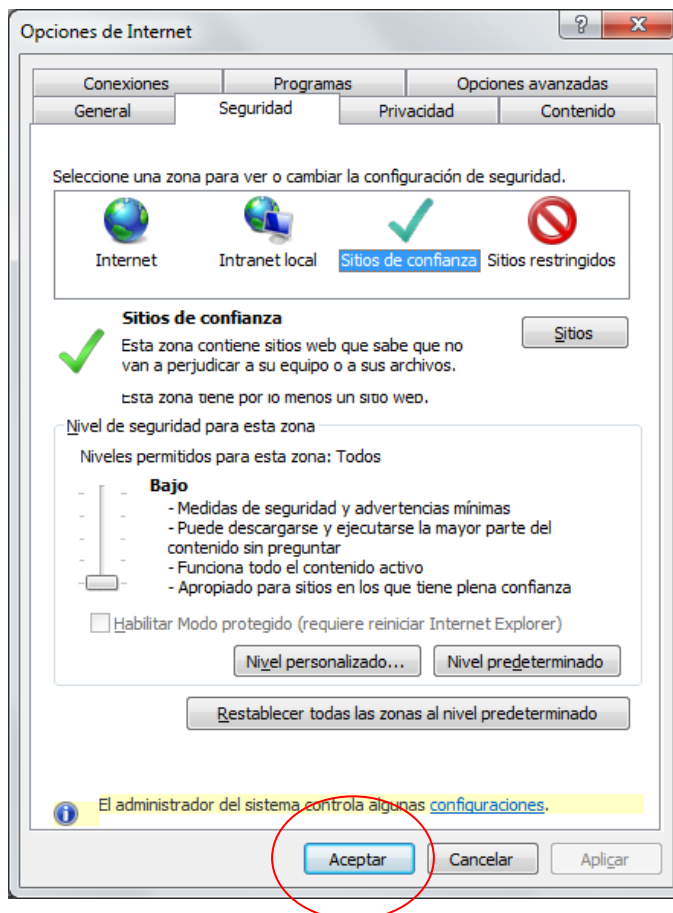 Opciones de Internet
Conexiones Programas Opciones avanzadas
General Seguridad Privacidad Contenido
Seleccione una zona para ver o cambiar la configuración de seguridad.
Internet Intranet local Sitios de confianza Sitios restringidos
Sitios de confianza
Sitios
Esta zona contiene sitios web que sabe que no
van a perjudicar a su equipo o a sus archivos.
Esta zona tiene por lo menos un sitio web.
Nivel de seguridad para esta zona
Niveles permitidos para esta zona: Todos
Bajo
- Medidas de seguridad y advertencias mínimas
- Puede descargarse y ejecutarse la mayor parte del
contenido sin preguntar
- Funciona todo el contenido activo
- Apropiado para sitios en los que tiene plena confianza
Habilitar Modo protegido (requiere reiniciar Internet Explorer)
Nivel personalizado... Nivel predeterminado
Restablecer todas las zonas al nivel predeterminado
El administrador del sistema controla algunas configuraciones.
Aceptar Cancelar Aplicar